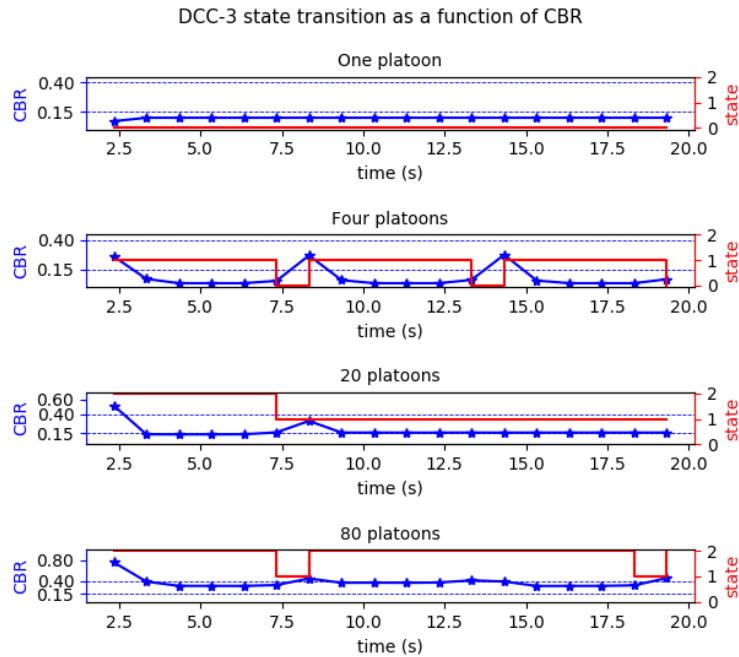 DCC-3 state transition as a function of CBR
One platoon
CBR
0.40
0.15
2
1
0
state
2.5 5.0 7.5 10.0 12.5 15.0 17.5 20.0
time (s)
Four platoons
CBR
0.40
0.15
2
1
0
state
2.5 5.0 7.5 10.0 12.5 15.0 17.5 20.0
time (s)
20 platoons
CBR
0.60
0.40
0.15
2
1
0
state
2.5 5.0 7.5 10.0 12.5 15.0 17.5 20.0
time (s)
80 platoons
CBR
0.80
0.40
0.15
2
1
0
state
2.5 5.0 7.5 10.0 12.5 15.0 17.5 20.0
time (s)